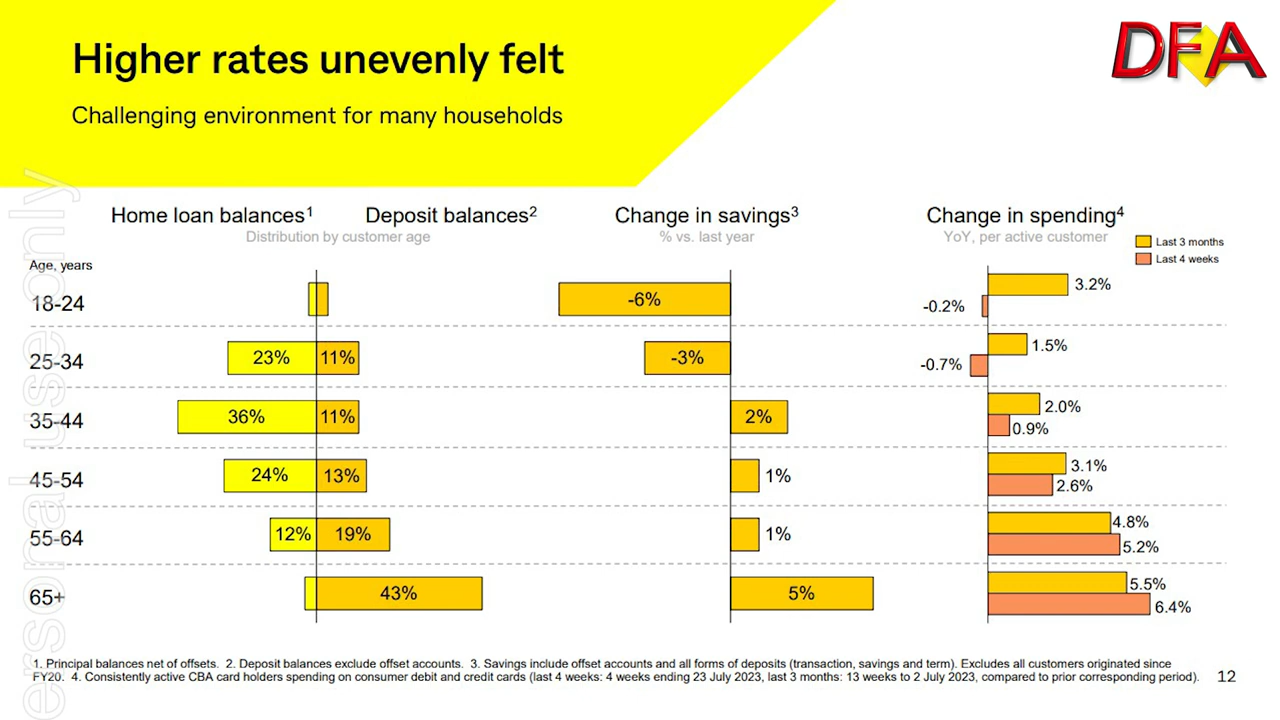 Higher rates unevenly felt
DFA
Challenging environment for many households
Home loan balances¹ Deposit balances² Change in savings³ Change in spending⁴
Distribution by customer age % vs. last year YoY, per active customer
Last 3 months
Last 4 weeks
Age, years
18-24 -6% 3.2%
-0.2%
25-34 23% 11% -3% 1.5%
-0.7%
35-44 36% 11% 2% 2.0%
0.9%
45-54 24% 13% 1% 3.1%
2.6%
55-64 12% 19% 1% 4.8%
5.2%
65+ 43% 5% 5.5%
6.4%
1. Principal balances net of offsets. 2. Deposit balances exclude offset accounts. 3. Savings include offset accounts and all forms of deposits (transaction, savings and term). Excludes all customers originated since
FY20. 4. Consistently active CBA card holders spending on consumer debit and credit cards (last 4 weeks: 4 weeks ending 23 July 2023, last 3 months: 13 weeks to 2 July 2023, compared to prior corresponding period).
12
ersonal use only